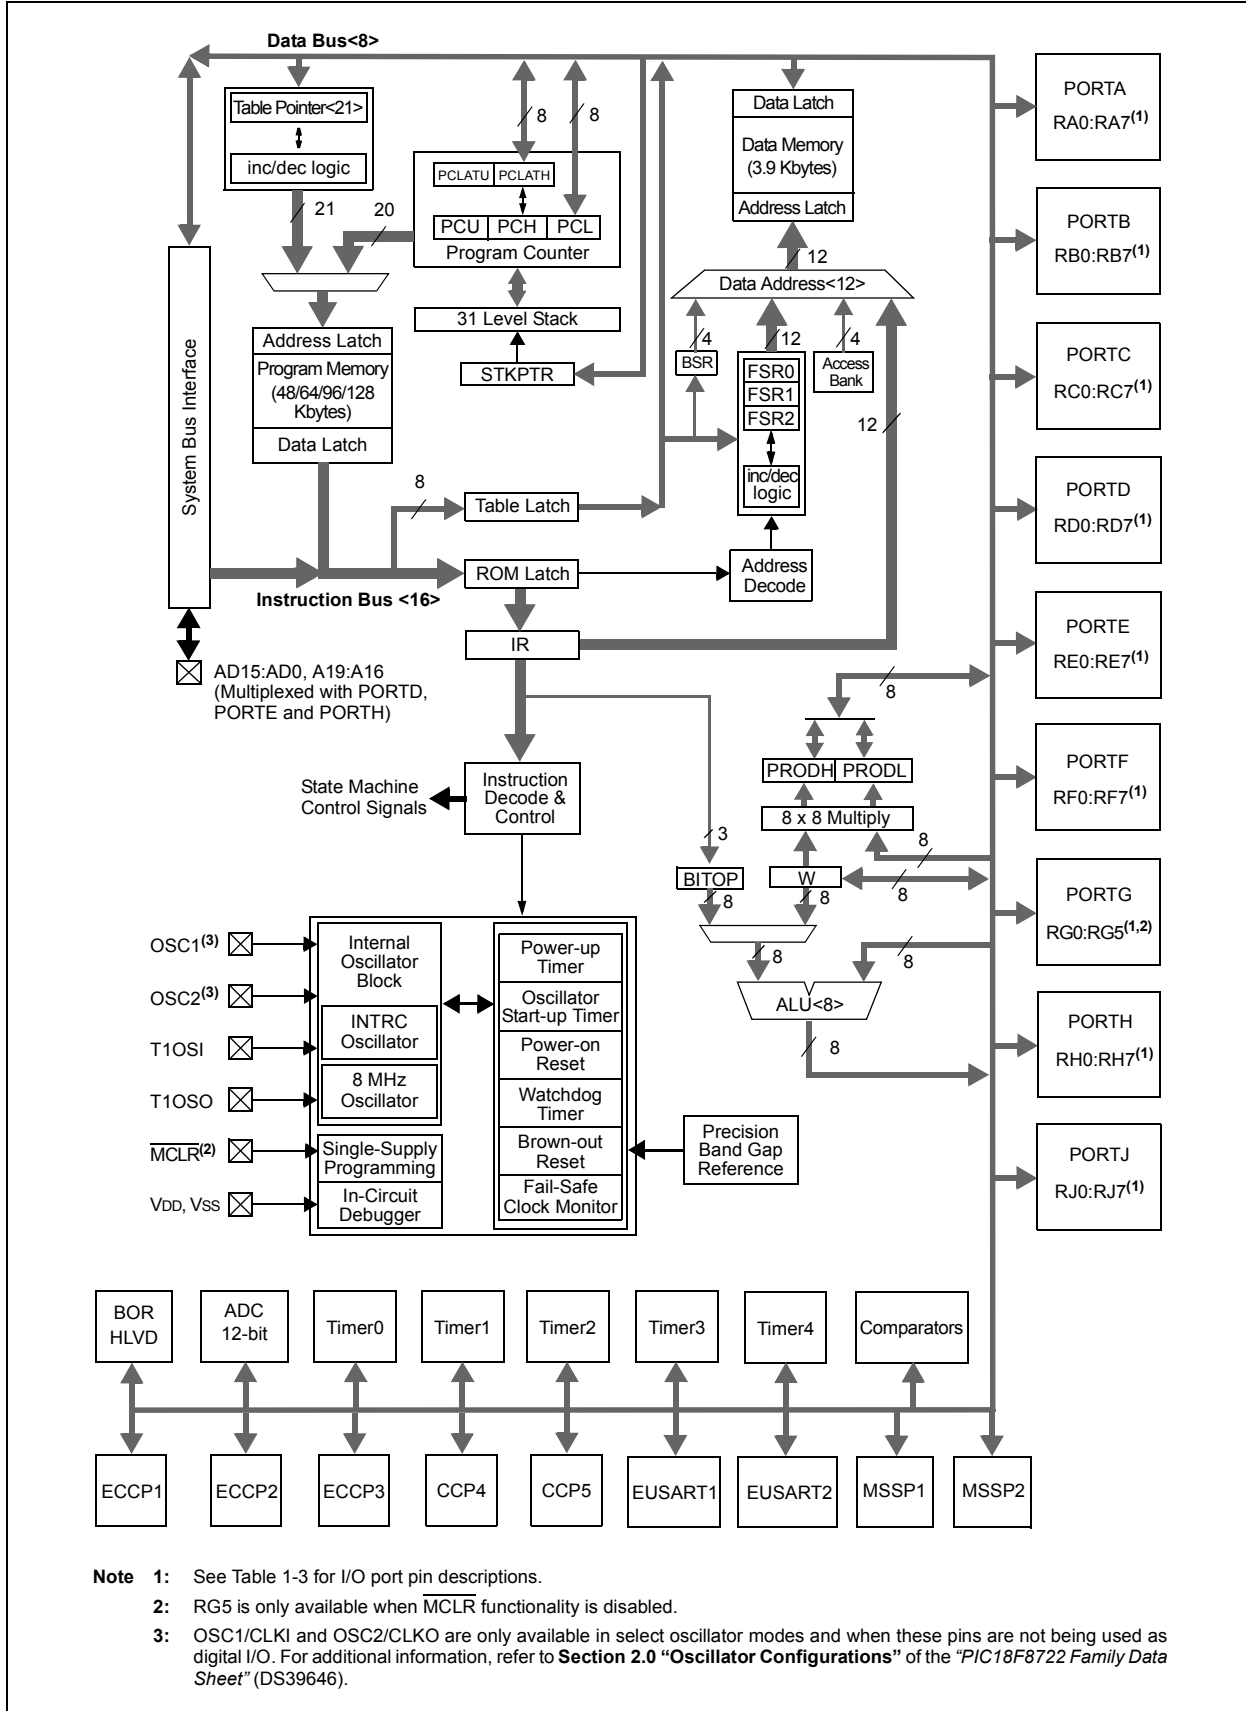 Data Bus<8>
Table Pointer<21>
inc/dec logic
21
20
8
8
PCLATU
PCLATH
PCU
PCH
PCL
Program Counter
31 Level Stack
STKPTR
Data Latch
Data Memory
(3.9 Kbytes)
Address Latch
12
Data Address<12>
4
12
4
BSR
FSR0
FSR1
FSR2
inc/dec
logic
Access
Bank
12
Address
Decode
System Bus Interface
Address Latch
Program Memory
(48/64/96/128
Kbytes)
Data Latch
8
Table Latch
ROM Latch
Instruction Bus <16>
IR
AD15:AD0, A19:A16
(Multiplexed with PORTD,
PORTE and PORTH)
State Machine
Control Signals
Instruction
Decode &
Control
8
PRODH
PRODL
8 x 8 Multiply
3
8
BITOP
W
8
8
8
8
8
ALU<8>
8
OSC1(3)
OSC2(3)
T1OSI
T1OSO
MCLR(2)
VDD, VSS
Internal
Oscillator
Block
INTRC
Oscillator
8 MHz
Oscillator
Single-Supply
Programming
In-Circuit
Debugger
Power-up
Timer
Oscillator
Start-up Timer
Power-on
Reset
Watchdog
Timer
Brown-out
Reset
Fail-Safe
Clock Monitor
Precision
Band Gap
Reference
PORTA
RA0:RA7(1)
PORTB
RB0:RB7(1)
PORTC
RC0:RC7(1)
PORTD
RD0:RD7(1)
PORTE
RE0:RE7(1)
PORTF
RF0:RF7(1)
PORTG
RG0:RG5(1,2)
PORTH
RH0:RH7(1)
PORTJ
RJ0:RJ7(1)
BOR
HLVD
ADC
12-bit
Timer0
Timer1
Timer2
Timer3
Timer4
Comparators
ECCP1
ECCP2
ECCP3
CCP4
CCP5
EUSART1
EUSART2
MSSP1
MSSP2
Note 1: See Table 1-3 for I/O port pin descriptions.
2: RG5 is only available when MCLR functionality is disabled.
3: OSC1/CLKI and OSC2/CLKO are only available in select oscillator modes and when these pins are not being used as
digital I/O. For additional information, refer to Section 2.0 “Oscillator Configurations” of the “PIC18F8722 Family Data
Sheet” (DS39646).